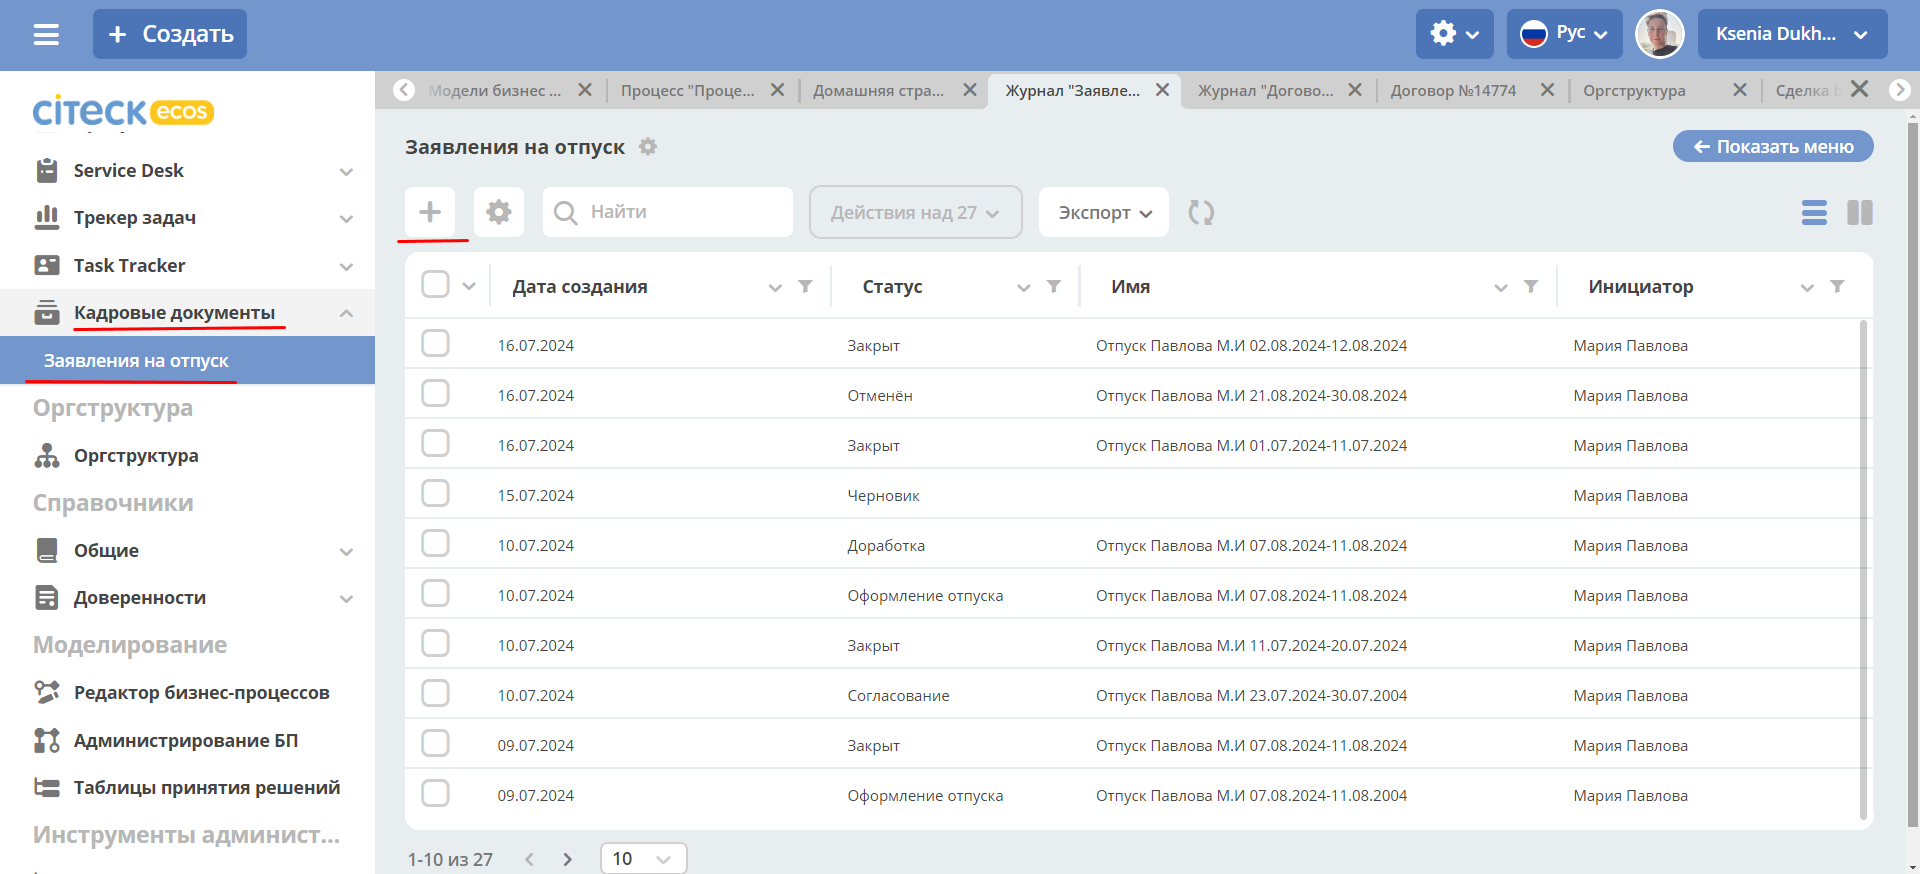 + Создать
Рус
Ksenia Dukh...
citeck ecos
Модели бизнес ...
Процесс "Проце...
Домашняя стра...
Журнал "Заявле...
Журнал "Догово...
Договор №14774
Оргструктура
Сделка
Service Desk
Трекер задач
Task Tracker
Кадровые документы
Заявления на отпуск
Оргструктура
Оргструктура
Справочники
Общие
Доверенности
Моделирование
Редактор бизнес-процессов
Администрирование БП
Таблицы принятия решений
Инструменты админист...
Заявления на отпуск
Показать меню
Найти
Действия над 27
Экспорт
Дата создания Статус Имя Инициатор
16.07.2024 Закрыт Отпуск Павлова М.И 02.08.2024-12.08.2024 Мария Павлова
16.07.2024 Отменён Отпуск Павлова М.И 21.08.2024-30.08.2024 Мария Павлова
16.07.2024 Закрыт Отпуск Павлова М.И 01.07.2024-11.07.2024 Мария Павлова
15.07.2024 Черновик Мария Павлова
10.07.2024 Доработка Отпуск Павлова М.И 07.08.2024-11.08.2024 Мария Павлова
10.07.2024 Оформление отпуска Отпуск Павлова М.И 07.08.2024-11.08.2024 Мария Павлова
10.07.2024 Закрыт Отпуск Павлова М.И 11.07.2024-20.07.2024 Мария Павлова
10.07.2024 Согласование Отпуск Павлова М.И 23.07.2024-30.07.2004 Мария Павлова
09.07.2024 Закрыт Отпуск Павлова М.И 07.08.2024-11.08.2024 Мария Павлова
09.07.2024 Оформление отпуска Отпуск Павлова М.И 07.08.2024-11.08.2004 Мария Павлова
1-10 из 27
10